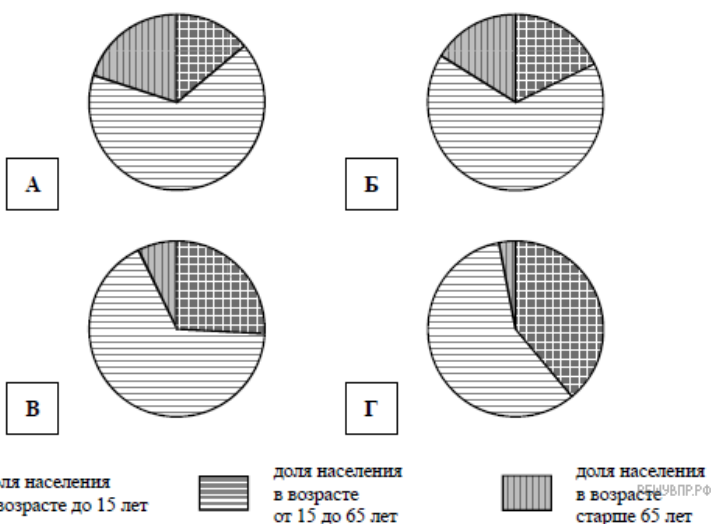 А
Б
В
Г
ля населения
возрасте до 15 лет
доля населения
в возрасте
от 15 до 65 лет
доля населения
в возрасте
старше 65 лет
РЕШУВПР.РФ